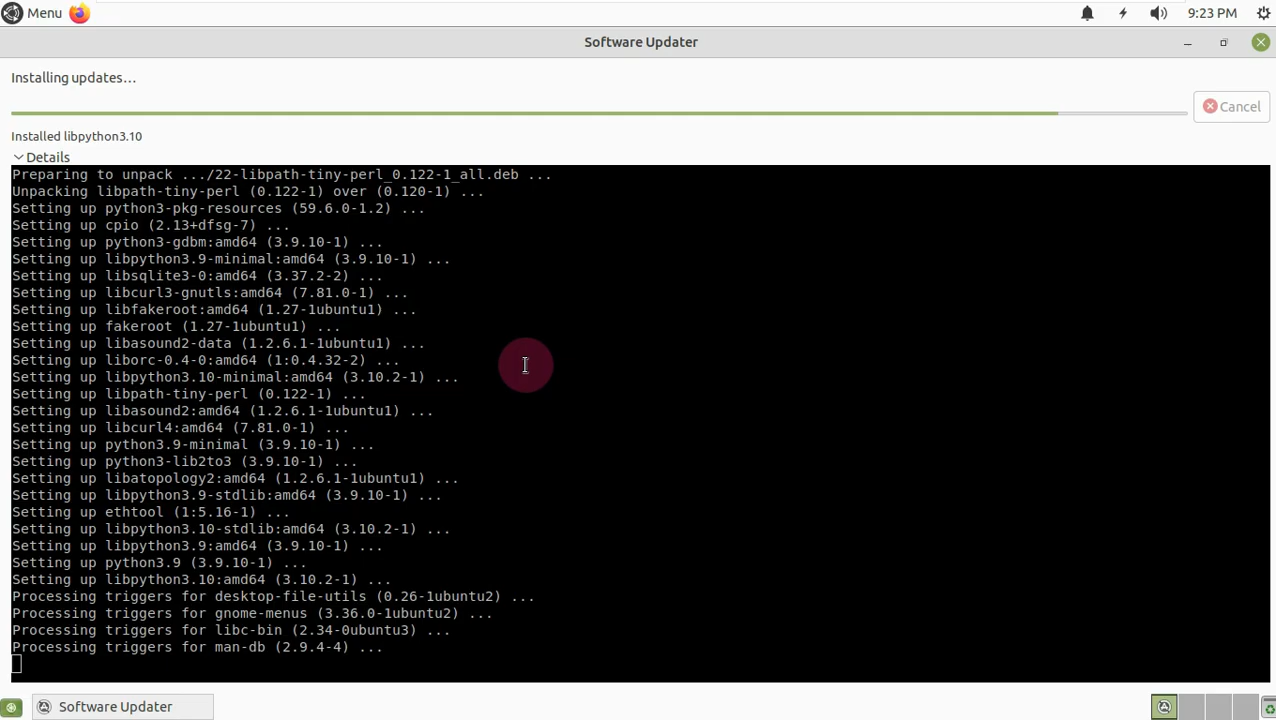 Menu
9:23 PM
Software Updater
Installing updates…
Cancel
Installed libpython3.10
Details
Preparing to unpack .../22-libpath-tiny-perl_0.122-1_all.deb ...
Unpacking libpath-tiny-perl (0.122-1) over (0.120-1) ...
Setting up python3-pkg-resources (59.6.0-1.2) ...
Setting up cpio (2.13+dfsg-7) ...
Setting up python3-gdbm:amd64 (3.9.10-1) ...
Setting up libpython3.9-minimal:amd64 (3.9.10-1) ...
Setting up libsqlite3-0:amd64 (3.37.2-2) ...
Setting up libcurl3-gnutls:amd64 (7.81.0-1) ...
Setting up libfakeroot:amd64 (1.27-1ubuntu1) ...
Setting up fakeroot (1.27-1ubuntu1) ...
Setting up libasound2-data (1.2.6.1-1ubuntu1) ...
Setting up liborc-0.4-0:amd64 (1:0.4.32-2) ...
Setting up libpython3.10-minimal:amd64 (3.10.2-1) ...
Setting up libpath-tiny-perl (0.122-1) ...
Setting up libasound2:amd64 (1.2.6.1-1ubuntu1) ...
Setting up libcurl4:amd64 (7.81.0-1) ...
Setting up python3.9-minimal (3.9.10-1) ...
Setting up python3-lib2to3 (3.9.10-1) ...
Setting up libatopology2:amd64 (1.2.6.1-1ubuntu1) ...
Setting up libpython3.9-stdlib:amd64 (3.9.10-1) ...
Setting up ethtool (1:5.16-1) ...
Setting up libpython3.10-stdlib:amd64 (3.10.2-1) ...
Setting up libpython3.9:amd64 (3.9.10-1) ...
Setting up python3.9 (3.9.10-1) ...
Setting up libpython3.10:amd64 (3.10.2-1) ...
Processing triggers for desktop-file-utils (0.26-1ubuntu2) ...
Processing triggers for gnome-menus (3.36.0-1ubuntu2) ...
Processing triggers for libc-bin (2.34-0ubuntu3) ...
Processing triggers for man-db (2.9.4-4) ...
Software Updater